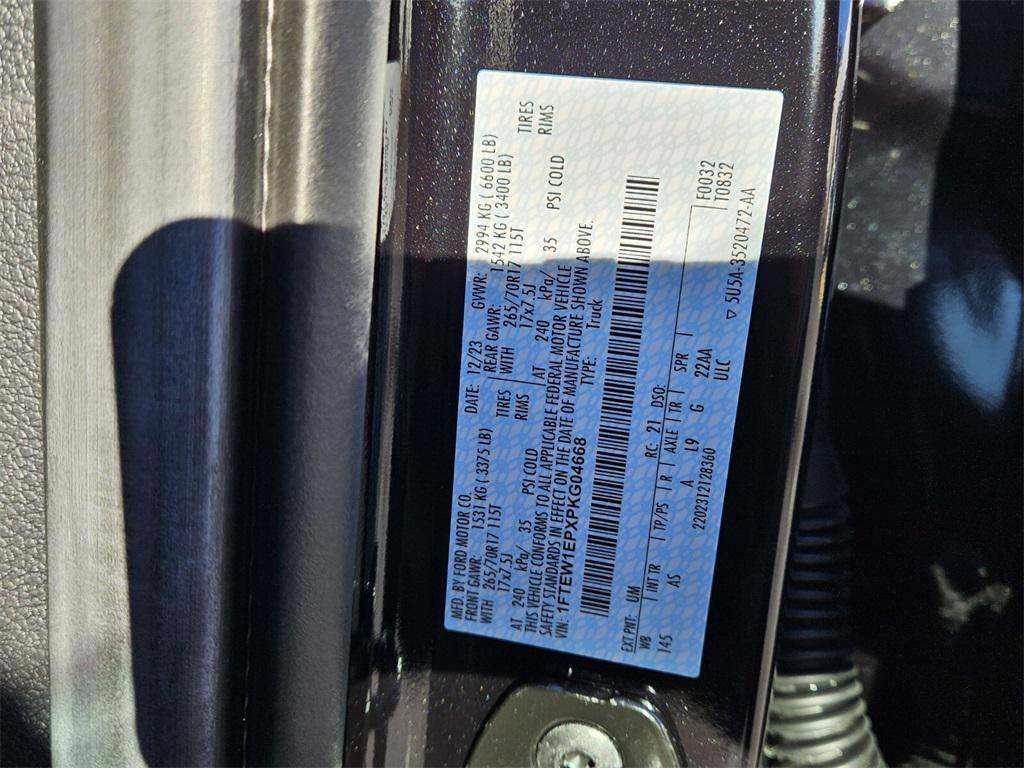 MFD. BY FORD MOTOR CO.
DATE: 12/23 GVWR: 2994 KG ( 6600 LB)
FRONT GAWR: 1531 KG ( 3375 LB) REAR GAWR: 1542 KG ( 3400 LB)
WITH 265/70R17 115T TIRES WITH 265/70R17 115T TIRES
17x7.5J RIMS 17x7.5J RIMS
AT 240 kPa/ 35 PSI COLD AT 240 kPa/ 35 PSI COLD
THIS VEHICLE CONFORMS TO ALL APPLICABLE FEDERAL MOTOR VEHICLE
SAFETY STANDARDS IN EFFECT ON THE DATE OF MANUFACTURE SHOWN ABOVE.
VIN: 1FTEW1EPXPKG04668 TYPE: Truck
EXT PNT: UM RC: 21 DSO:
WB INT TR TP/PS R AXLE TR SPR F0032
145 AS A L9 G 22AA T0832
2202312128360 ULC
5U5A-3520472-AA